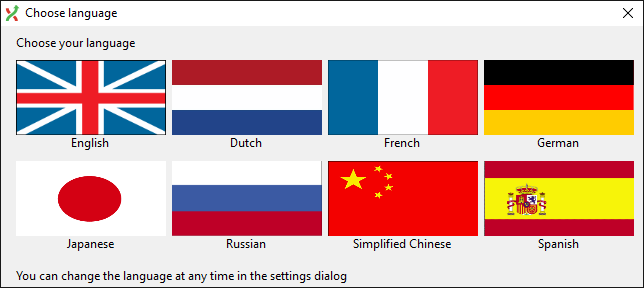 Choose language
Choose your language
English
Dutch
French
German
Japanese
Russian
Simplified Chinese
Spanish
You can change the language at any time in the settings dialog